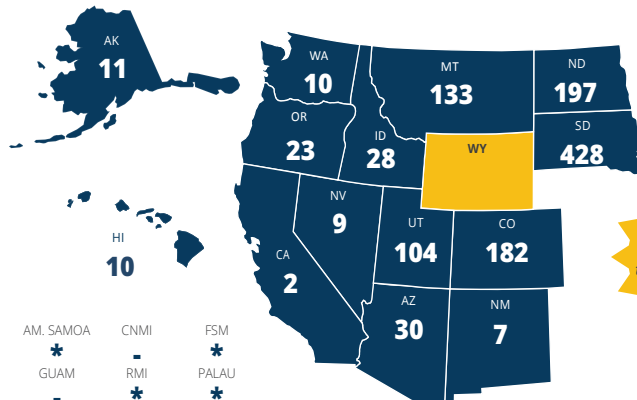 AK
11
WA
10
MT
133
ND
197
OR
23
ID
28
WY
SD
428
NV
9
UT
104
CO
182
HI
10
CA
2
AZ
30
NM
7
AM. SAMOA CNMI FSM
* - *
GUAM RMI PALAU
- * *